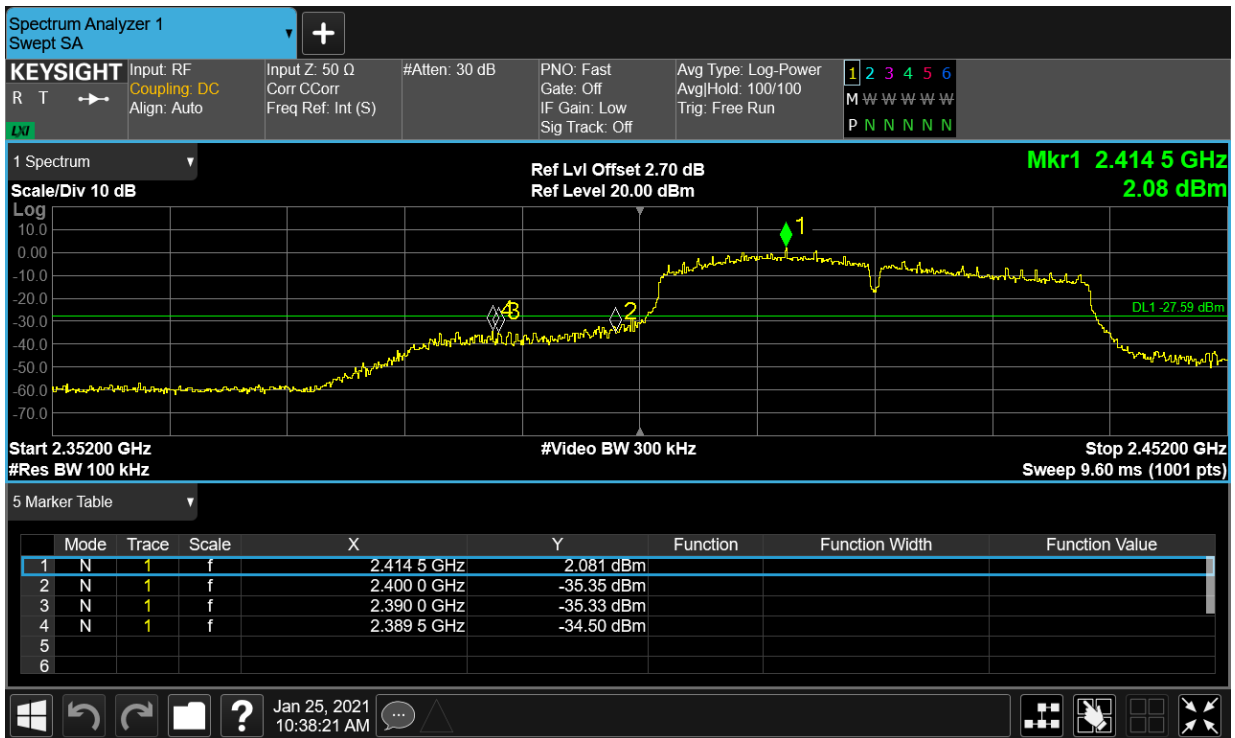 Spectrum Analyzer 1
Swept SA
KEYSIGHT
R T
LXI
Input: RF
Coupling: DC
Align: Auto
Input Z: 50 Ω
Corr CCorr
Freq Ref: Int (S)
#Atten: 30 dB
PNO: Fast
Gate: Off
IF Gain: Low
Sig Track: Off
Avg Type: Log-Power
Avg|Hold: 100/100
Trig: Free Run
1 2 3 4 5 6
M W W W W W
P N N N N N
1 Spectrum
Scale/Div 10 dB
Ref Lvl Offset 2.70 dB
Ref Level 20.00 dBm
Mkr1 2.414 5 GHz
2.08 dBm
Log
10.0
0.00
-10.0
-20.0
-30.0
-40.0
-50.0
-60.0
-70.0
1
2
4
3
DL1 -27.59 dBm
Start 2.35200 GHz
#Video BW 300 kHz
Stop 2.45200 GHz
#Res BW 100 kHz
Sweep 9.60 ms (1001 pts)
5 Marker Table
Mode Trace Scale X Y Function Function Width Function Value
1 N 1 f 2.414 5 GHz 2.081 dBm
2 N 1 f 2.400 0 GHz -35.35 dBm
3 N 1 f 2.390 0 GHz -35.33 dBm
4 N 1 f 2.389 5 GHz -34.50 dBm
5
6
?
Jan 25, 2021
10:38:21 AM